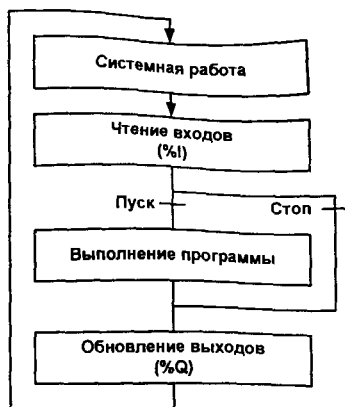 Системная работа
Чтение входов
(%I)
Пуск
Стоп
Выполнение программы
Обновление выходов
(%Q)